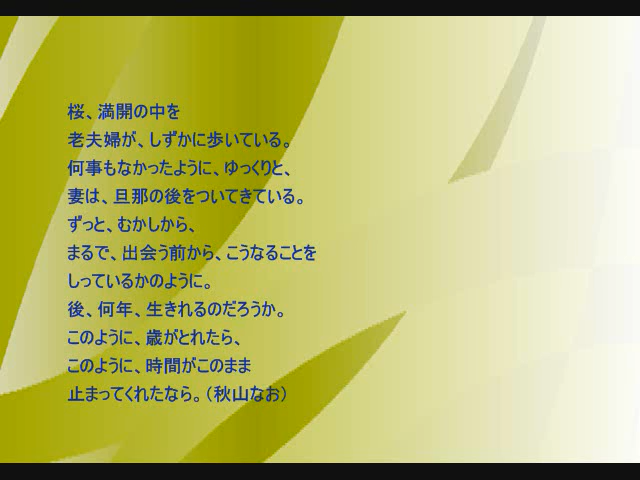 桜、満開の中を
老夫婦が、しずかに歩いている。
何事もなかったように、ゆっくりと、
妻は、旦那の後をついてきている。
ずっと、むかしから、
まるで、出会う前から、こうなることを
しっているかのように。
後、何年、生きれるのだろうか。
このように、歳がとれたら、
このように、時間がこのまま
止まってくれたなら。（秋山なお）